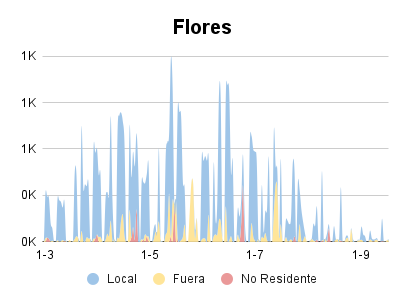 Flores
1K
1K
1K
0K
0K
1-3 1-5 1-7 1-9
Local Fuera No Residente